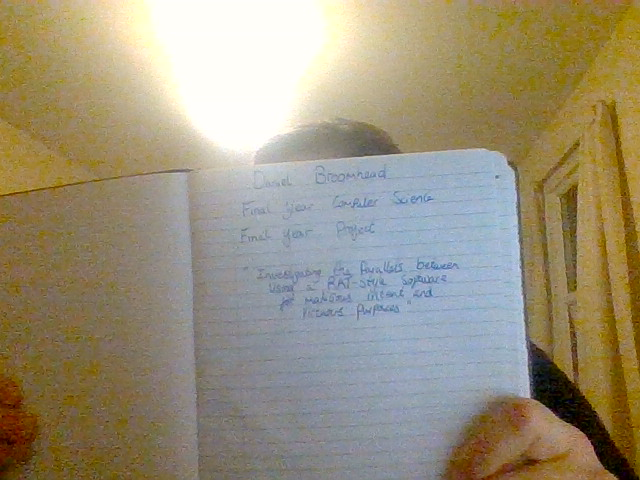 Daniel Broomhead
Final year Computer Science
Final year Project
"Investigating the Parallels between
Using a RAT-Style Software
for malicious intent and
Virtuous Purposes"